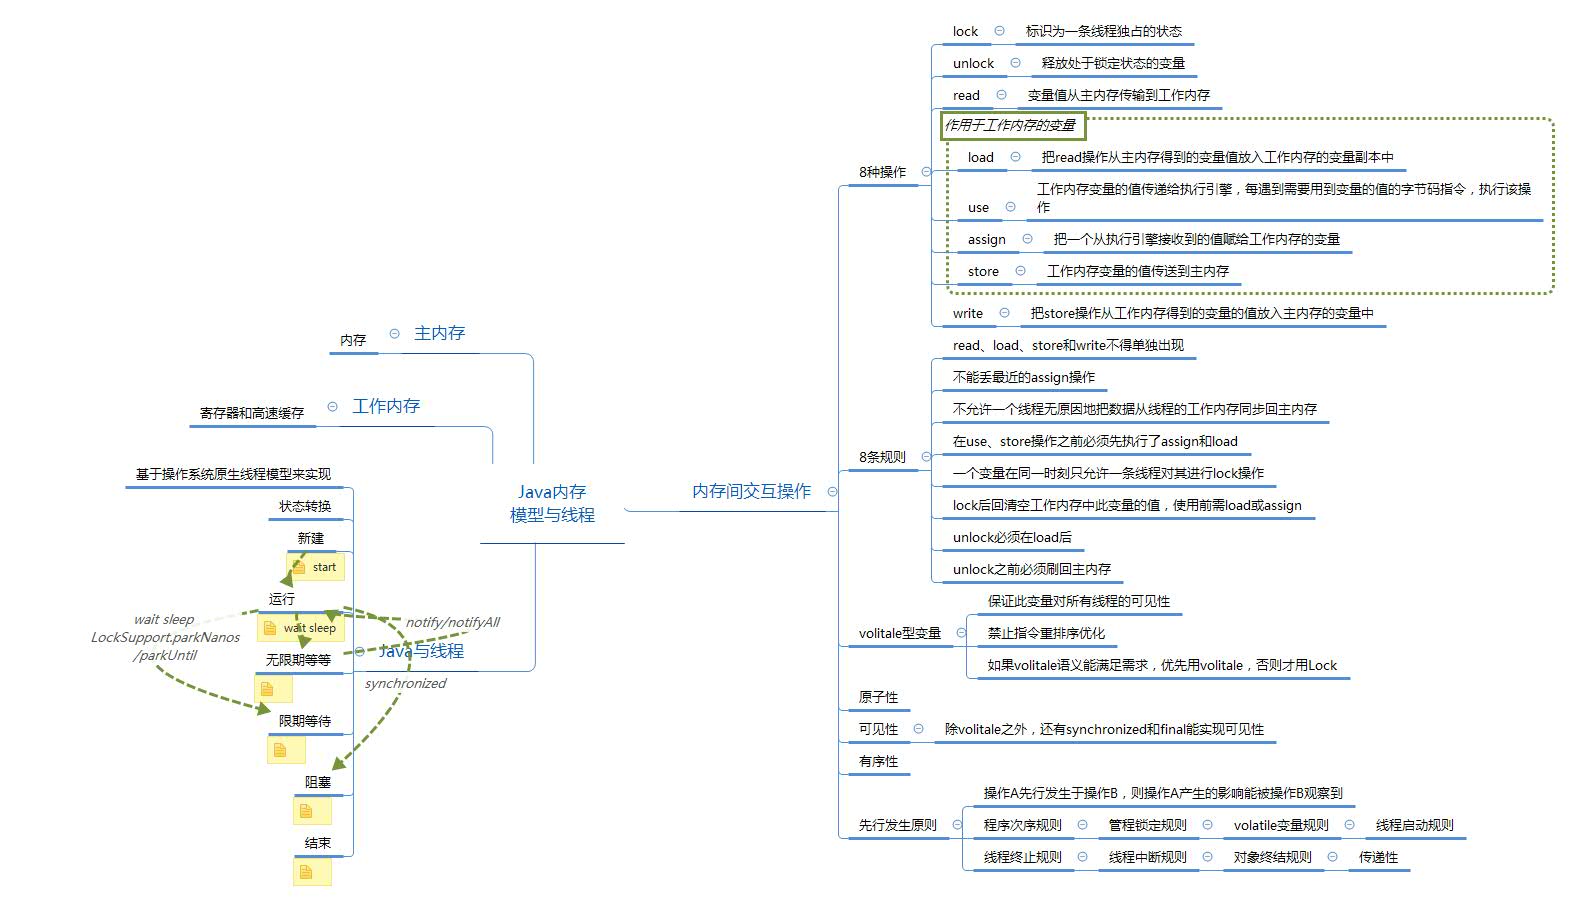 Java内存
模型与线程
主内存
内存
工作内存
寄存器和高速缓存
Java与线程
基于操作系统原生线程模型来实现
状态转换
新建
start
运行
wait sleep
无限期等等
限期等待
阻塞
结束
wait sleep
LockSupport.parkNanos
/parkUntil
notify/notifyAll
synchronized
内存间交互操作
8种操作
lock 标识为一条线程独占的状态
unlock 释放处于锁定状态的变量
read 变量值从主内存传输到工作内存
作用于工作内存的变量
load 把read操作从主内存得到的变量值放入工作内存的变量副本中
use 工作内存变量的值传递给执行引擎，每遇到需要用到变量的值的字节码指令，执行该操
作
assign 把一个从执行引擎接收到的值赋给工作内存的变量
store 工作内存变量的值传送到主内存
write 把store操作从工作内存得到的变量的值放入主内存的变量中
8条规则
read、load、store和write不得单独出现
不能丢最近的assign操作
不允许一个线程无原因地把数据从线程的工作内存同步回主内存
在use、store操作之前必须先执行了assign和load
一个变量在同一时刻只允许一条线程对其进行lock操作
lock后回清空工作内存中此变量的值，使用前需load或assign
unlock必须在load后
unlock之前必须刷回主内存
volitale型变量
保证此变量对所有线程的可见性
禁止指令重排序优化
如果volitale语义能满足需求，优先用volitale，否则才用Lock
原子性
可见性 除volitale之外，还有synchronized和final能实现可见性
有序性
先行发生原则
操作A先行发生于操作B，则操作A产生的影响能被操作B观察到
程序次序规则 管程锁定规则 volatile变量规则 线程启动规则
线程终止规则 线程中断规则 对象终结规则 传递性